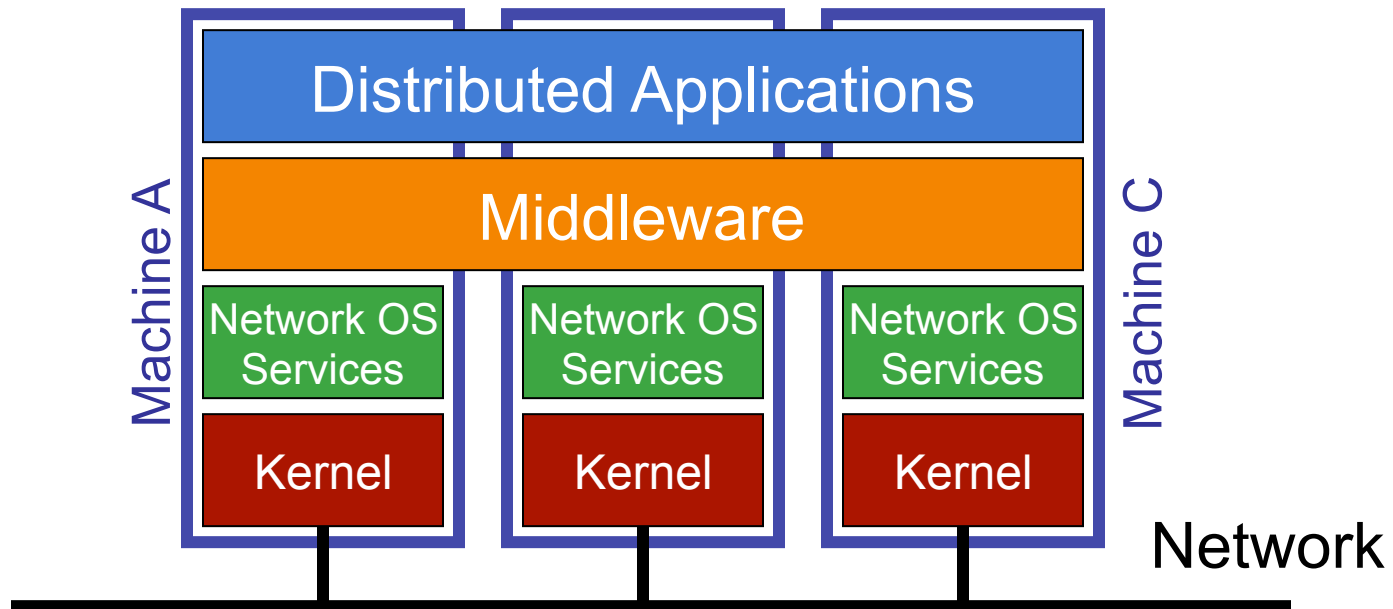 Distributed Applications
Middleware
Machine A
Machine C
Network OS
Services
Network OS
Services
Network OS
Services
Kernel
Kernel
Kernel
Network